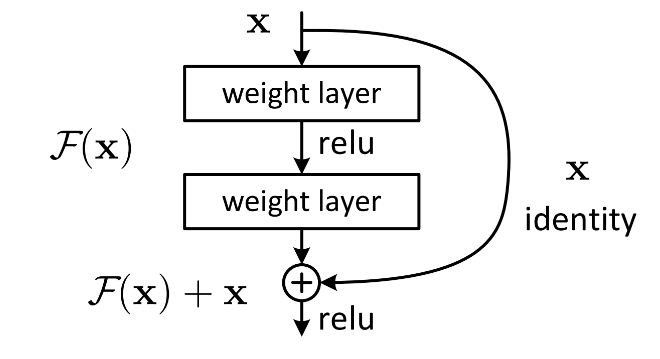 x
weight layer
relu
F(x)
x
weight layer
identity
F(x) + x
+
relu